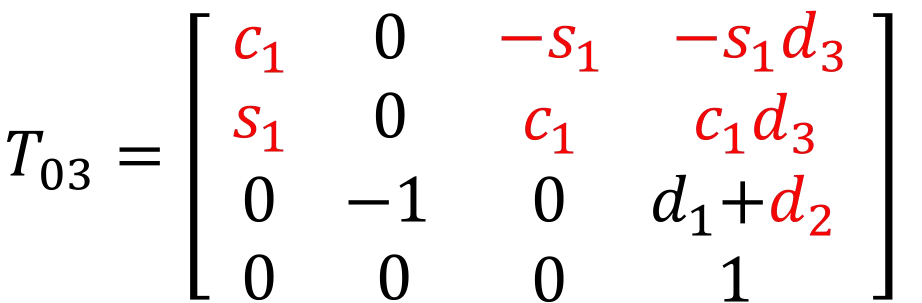 c₁ 0 −s₁ −s₁d₃
s₁ 0 c₁ c₁d₃
T₀₃ =
0 −1 0 d₁+d₂
0 0 0 1